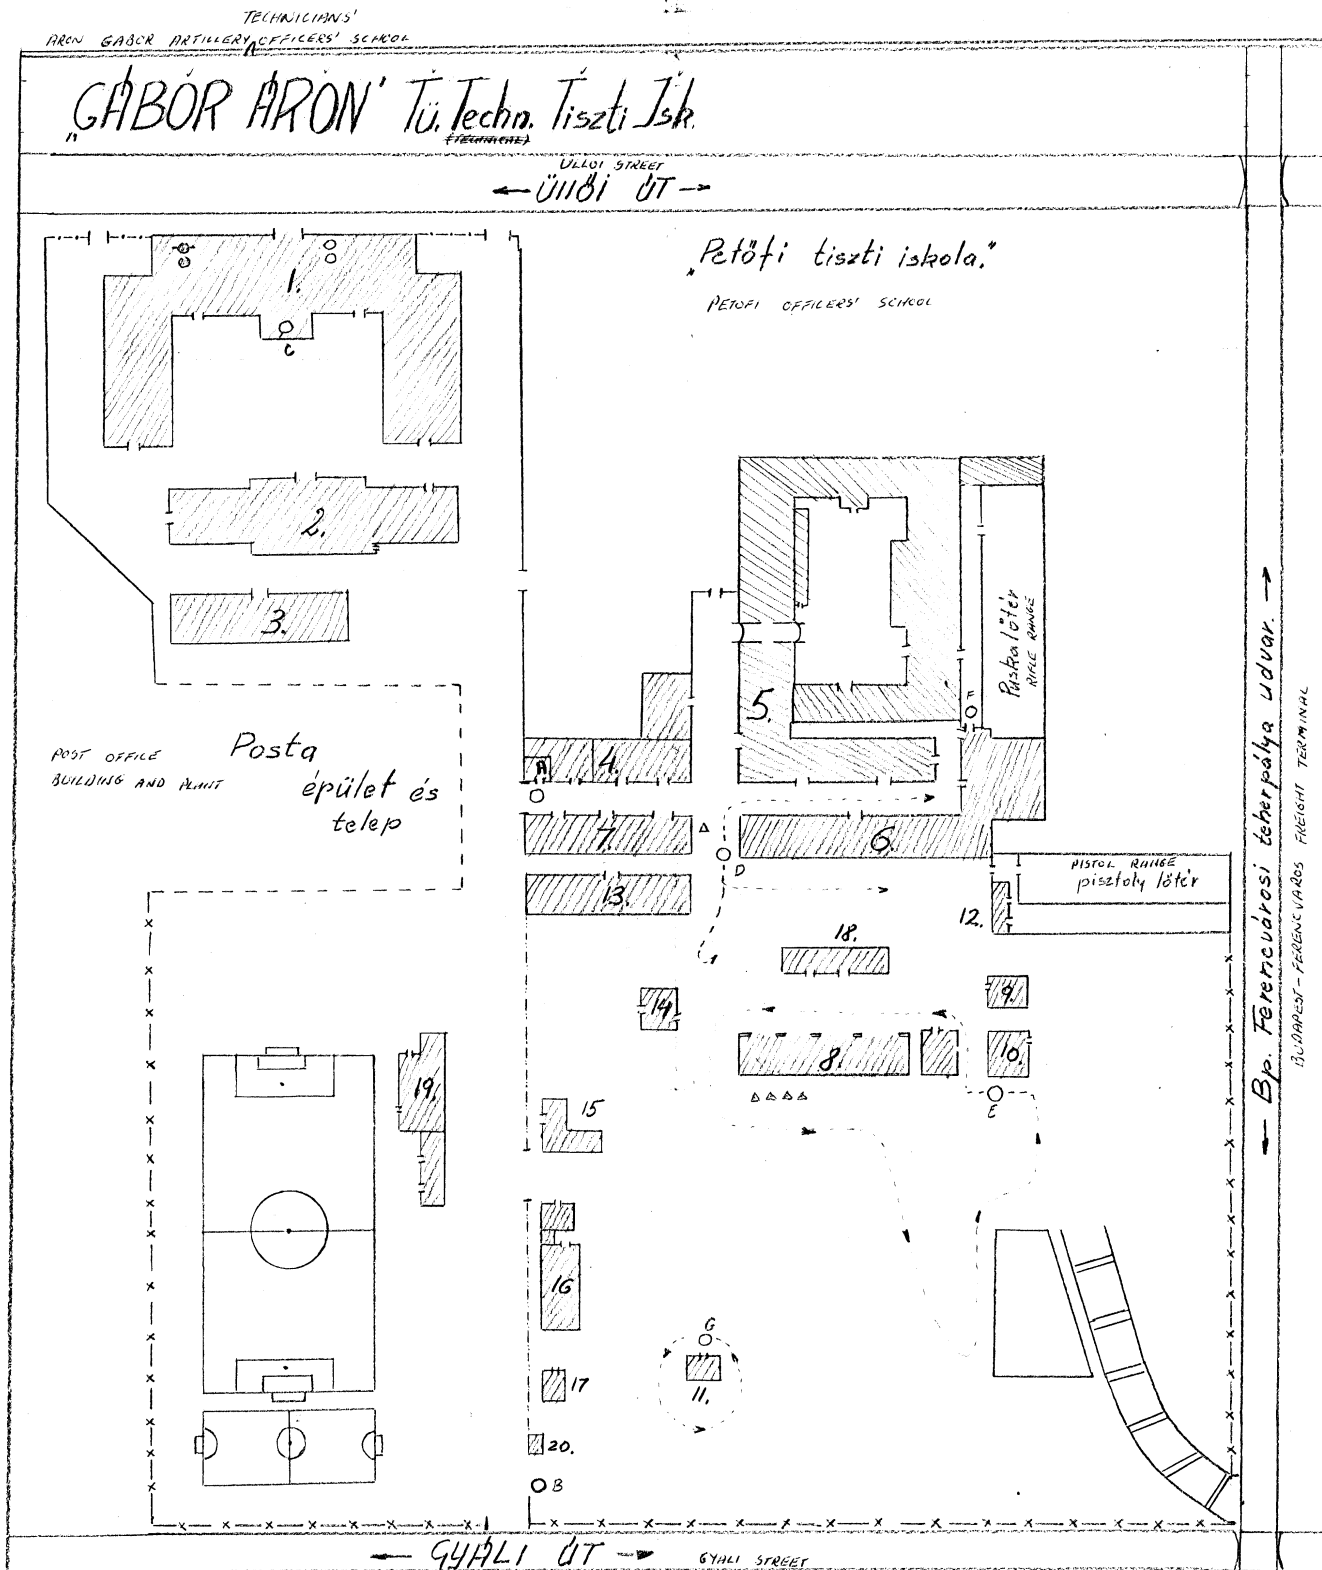 TECHNICIANS'
ARON GABOR ARTILLERY OFFICERS' SCHOOL
„GÁBOR ÁRON" Tü. Techn. Tiszti Isk.
(TECHNICAL)
ULLOI STREET
← ÜLLŐI ÚT →
„Petőfi tiszti iskola."
PETOFI OFFICERS' SCHOOL
1.
C
2.
3.
Puskalőtér
RIFLE RANGE
F
5.
POST OFFICE
BUILDING AND PLANT
Posta
épület és
telep
4.
A
7.
6.
D
PISTOL RANGE
pisztoly lőtér
13.
12.
18.
14
9.
8.
10.
E
19.
15
16
G
11.
17
20.
B
← Bp. Ferencvárosi teherpálya udvar. →
BUDAPEST-FERENCVAROS FREIGHT TERMINAL
← GYÁLI ÚT →
GYALI STREET